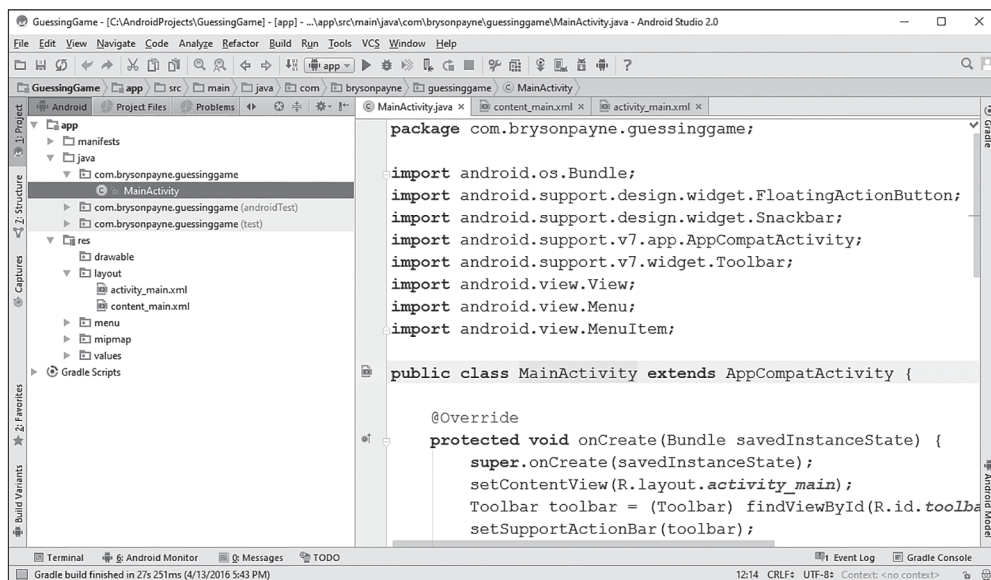 GuessingGame - [C:\AndroidProjects\GuessingGame] - [app] - ...\app\src\main\java\com\brysonpayne\guessinggame\MainActivity.java - Android Studio 2.0
File Edit View Navigate Code Analyze Refactor Build Run Tools VCS Window Help
app
GuessingGame app src main java com brysonpayne guessinggame MainActivity
Android Project Files Problems
MainActivity.java content_main.xml activity_main.xml
1: Project
Z: Structure
Captures
2: Favorites
Build Variants
app
manifests
java
com.brysonpayne.guessinggame
MainActivity
com.brysonpayne.guessinggame (androidTest)
com.brysonpayne.guessinggame (test)
res
drawable
layout
activity_main.xml
content_main.xml
menu
mipmap
values
Gradle Scripts
package com.brysonpayne.guessinggame;
import android.os.Bundle;
import android.support.design.widget.FloatingActionButton;
import android.support.design.widget.Snackbar;
import android.support.v7.app.AppCompatActivity;
import android.support.v7.widget.Toolbar;
import android.view.View;
import android.view.Menu;
import android.view.MenuItem;
public class MainActivity extends AppCompatActivity {
@Override
protected void onCreate(Bundle savedInstanceState) {
super.onCreate(savedInstanceState);
setContentView(R.layout.activity_main);
Toolbar toolbar = (Toolbar) findViewById(R.id.toolba
setSupportActionBar(toolbar);
Gradle
Android Model
Terminal 6: Android Monitor 0: Messages TODO
1 Event Log Gradle Console
Gradle build finished in 27s 251ms (4/13/2016 5:43 PM)
12:14 CRLF UTF-8 Context: <no context>